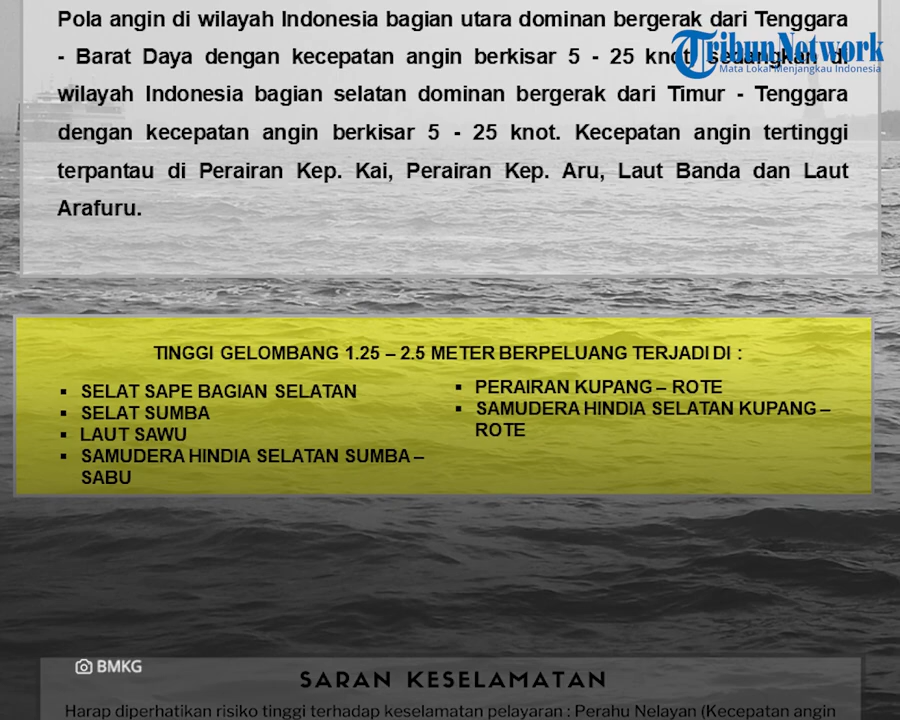 Pola angin di wilayah Indonesia bagian utara dominan bergerak dari Tenggara
- Barat Daya dengan kecepatan angin berkisar 5 - 25 knot sedangkan di
TribunNetwork
Mata Lokal Menjangkau Indonesia
wilayah Indonesia bagian selatan dominan bergerak dari Timur - Tenggara
dengan kecepatan angin berkisar 5 - 25 knot. Kecepatan angin tertinggi
terpantau di Perairan Kep. Kai, Perairan Kep. Aru, Laut Banda dan Laut
Arafuru.
TINGGI GELOMBANG 1.25 – 2.5 METER BERPELUANG TERJADI DI :
▪ SELAT SAPE BAGIAN SELATAN
▪ SELAT SUMBA
▪ LAUT SAWU
▪ SAMUDERA HINDIA SELATAN SUMBA –
SABU
▪ PERAIRAN KUPANG – ROTE
▪ SAMUDERA HINDIA SELATAN KUPANG –
ROTE
BMKG
SARAN KESELAMATAN
Harap diperhatikan risiko tinggi terhadap keselamatan pelayaran : Perahu Nelayan (Kecepatan angin